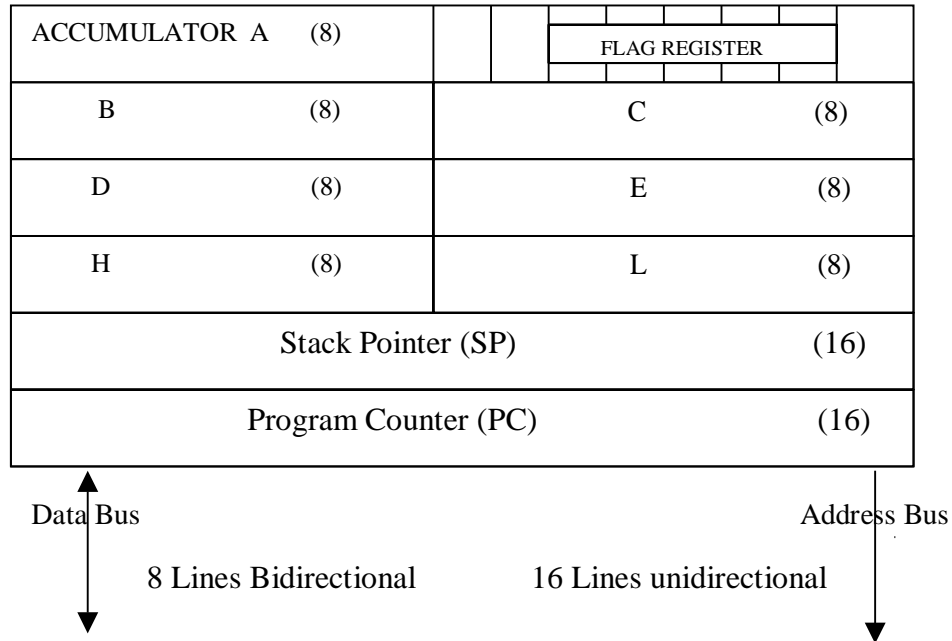 ACCUMULATOR A (8) FLAG REGISTER
B (8) C (8)
D (8) E (8)
H (8) L (8)
Stack Pointer (SP) (16)
Program Counter (PC) (16)
Data Bus Address Bus
8 Lines Bidirectional 16 Lines unidirectional